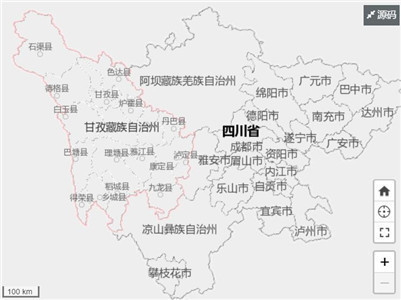 源码
石渠县
色达县
阿坝藏族羌族自治州
广元市
德格县
甘孜县
绵阳市
巴中市
白玉县
炉霍县
达州市
德阳市
南充市
丹巴县
甘孜藏族自治州
四川省
遂宁市
广安市
成都市
巴塘县
理塘县
雅江县
泸定县
雅安市
眉山市
资阳市
康定县
内江市
稻城县
九龙县
乐山市
自贡市
得荣县
乡城县
宜宾市
凉山彝族自治州
泸州市
攀枝花市
100 km
+
−